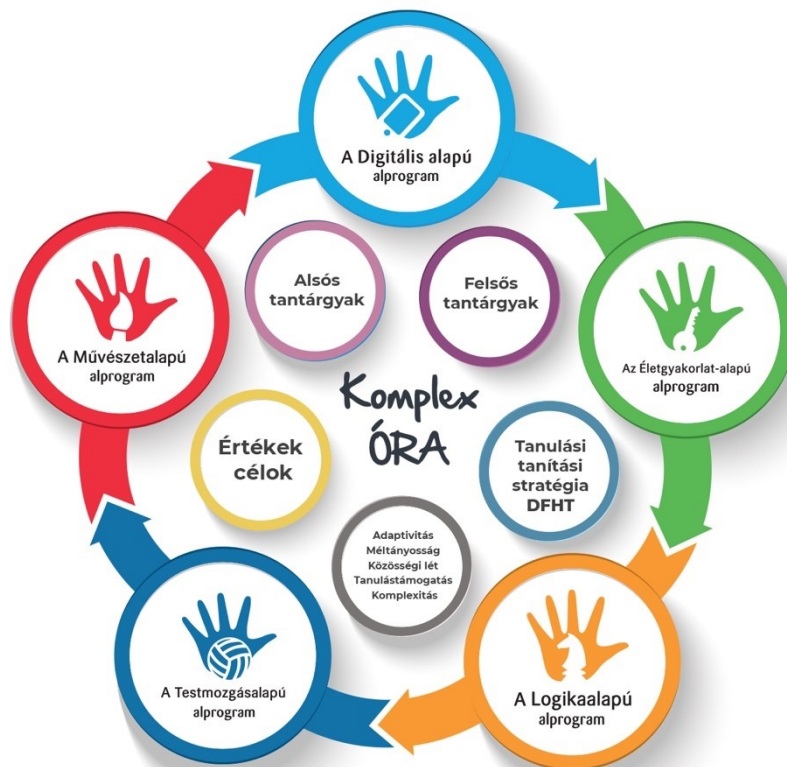 A Digitális alapú
alprogram
Alsós
tantárgyak
Felsős
tantárgyak
A Művészetalapú
alprogram
Az Életgyakorlat-alapú
alprogram
Komplex
ÓRA
Értékek
célok
Tanulási
tanítási
stratégia
DFHT
Adaptivitás
Méltányosság
Közösségi lét
Tanulástámogatás
Komplexitás
A Testmozgásalapú
alprogram
A Logikaalapú
alprogram